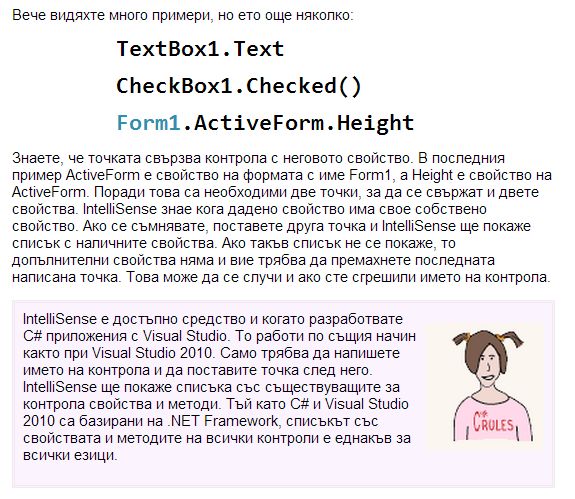 Вече видяхте много примери, но ето още няколко:
TextBox1.Text
CheckBox1.Checked()
Form1.ActiveForm.Height
Знаете, че точката свързва контрола с неговото свойство. В последния
пример ActiveForm е свойство на формата с име Form1, а Height е свойство на
ActiveForm. Поради това са необходими две точки, за да се свържат и двете
свойства. IntelliSense знае кога дадено свойство има свое собствено
свойство. Ако се съмнявате, поставете друга точка и IntelliSense ще покаже
списък с наличните свойства. Ако такъв списък не се покаже, то
допълнителни свойства няма и вие трябва да премахнете последната
написана точка. Това може да се случи и ако сте сгрешили името на контрола.
IntelliSense е достъпно средство и когато разработвате
C# приложения с Visual Studio. То работи по същия начин
както при Visual Studio 2010. Само трябва да напишете
името на контрола и да поставите точка след него.
IntelliSense ще покаже списъка със съществуващите за
контрола свойства и методи. Тъй като C# и Visual Studio
2010 са базирани на .NET Framework, списъкът със
свойствата и методите на всички контроли е еднакъв за
всички езици.
C RULES